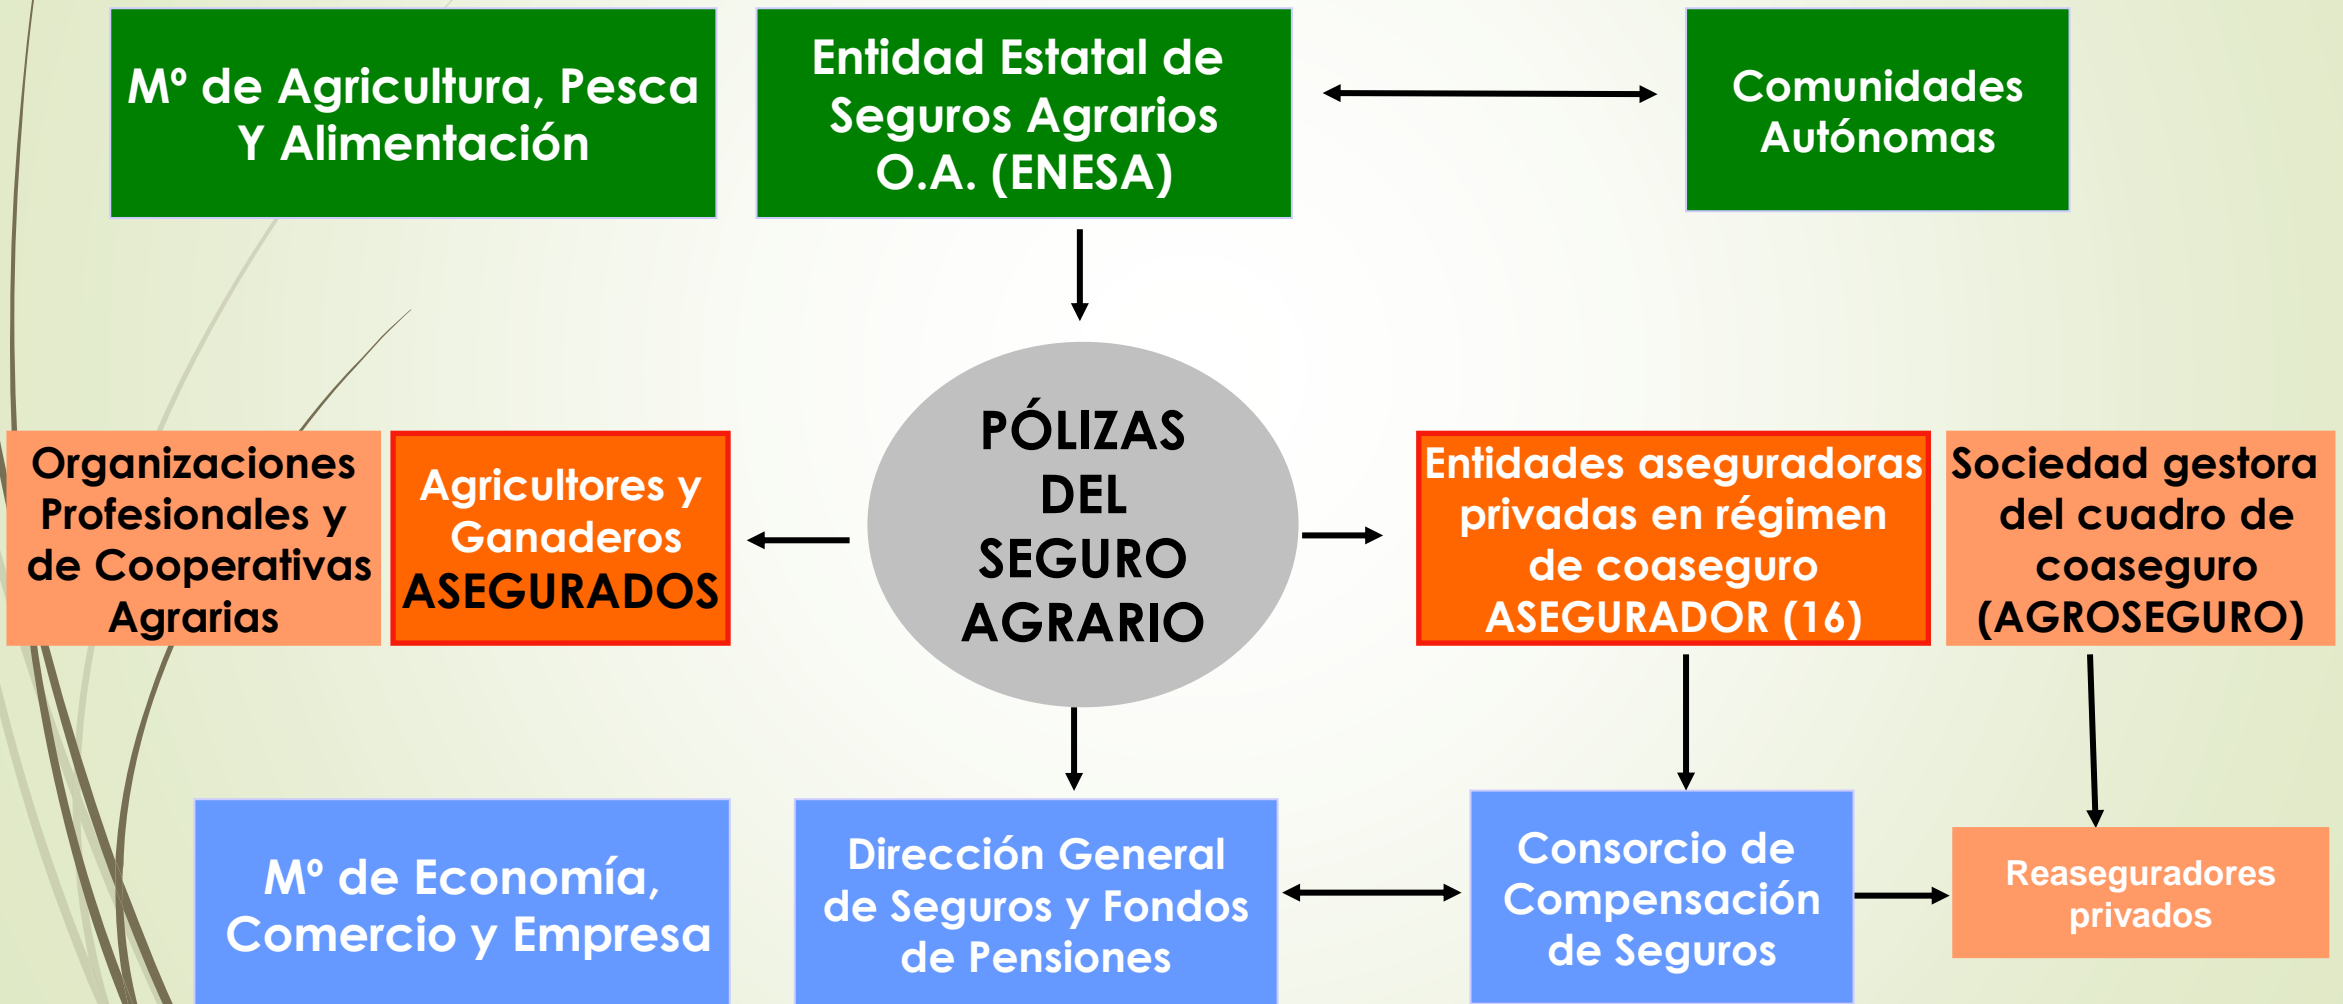 Mº de Agricultura, Pesca
Y Alimentación
Entidad Estatal de
Seguros Agrarios
O.A. (ENESA)
Comunidades
Autónomas
Organizaciones
Profesionales y
de Cooperativas
Agrarias
Agricultores y
Ganaderos
ASEGURADOS
PÓLIZAS
DEL
SEGURO
AGRARIO
Entidades aseguradoras
privadas en régimen
de coaseguro
ASEGURADOR (16)
Sociedad gestora
del cuadro de
coaseguro
(AGROSEGURO)
Mº de Economía,
Comercio y Empresa
Dirección General
de Seguros y Fondos
de Pensiones
Consorcio de
Compensación
de Seguros
Reaseguradores
privados